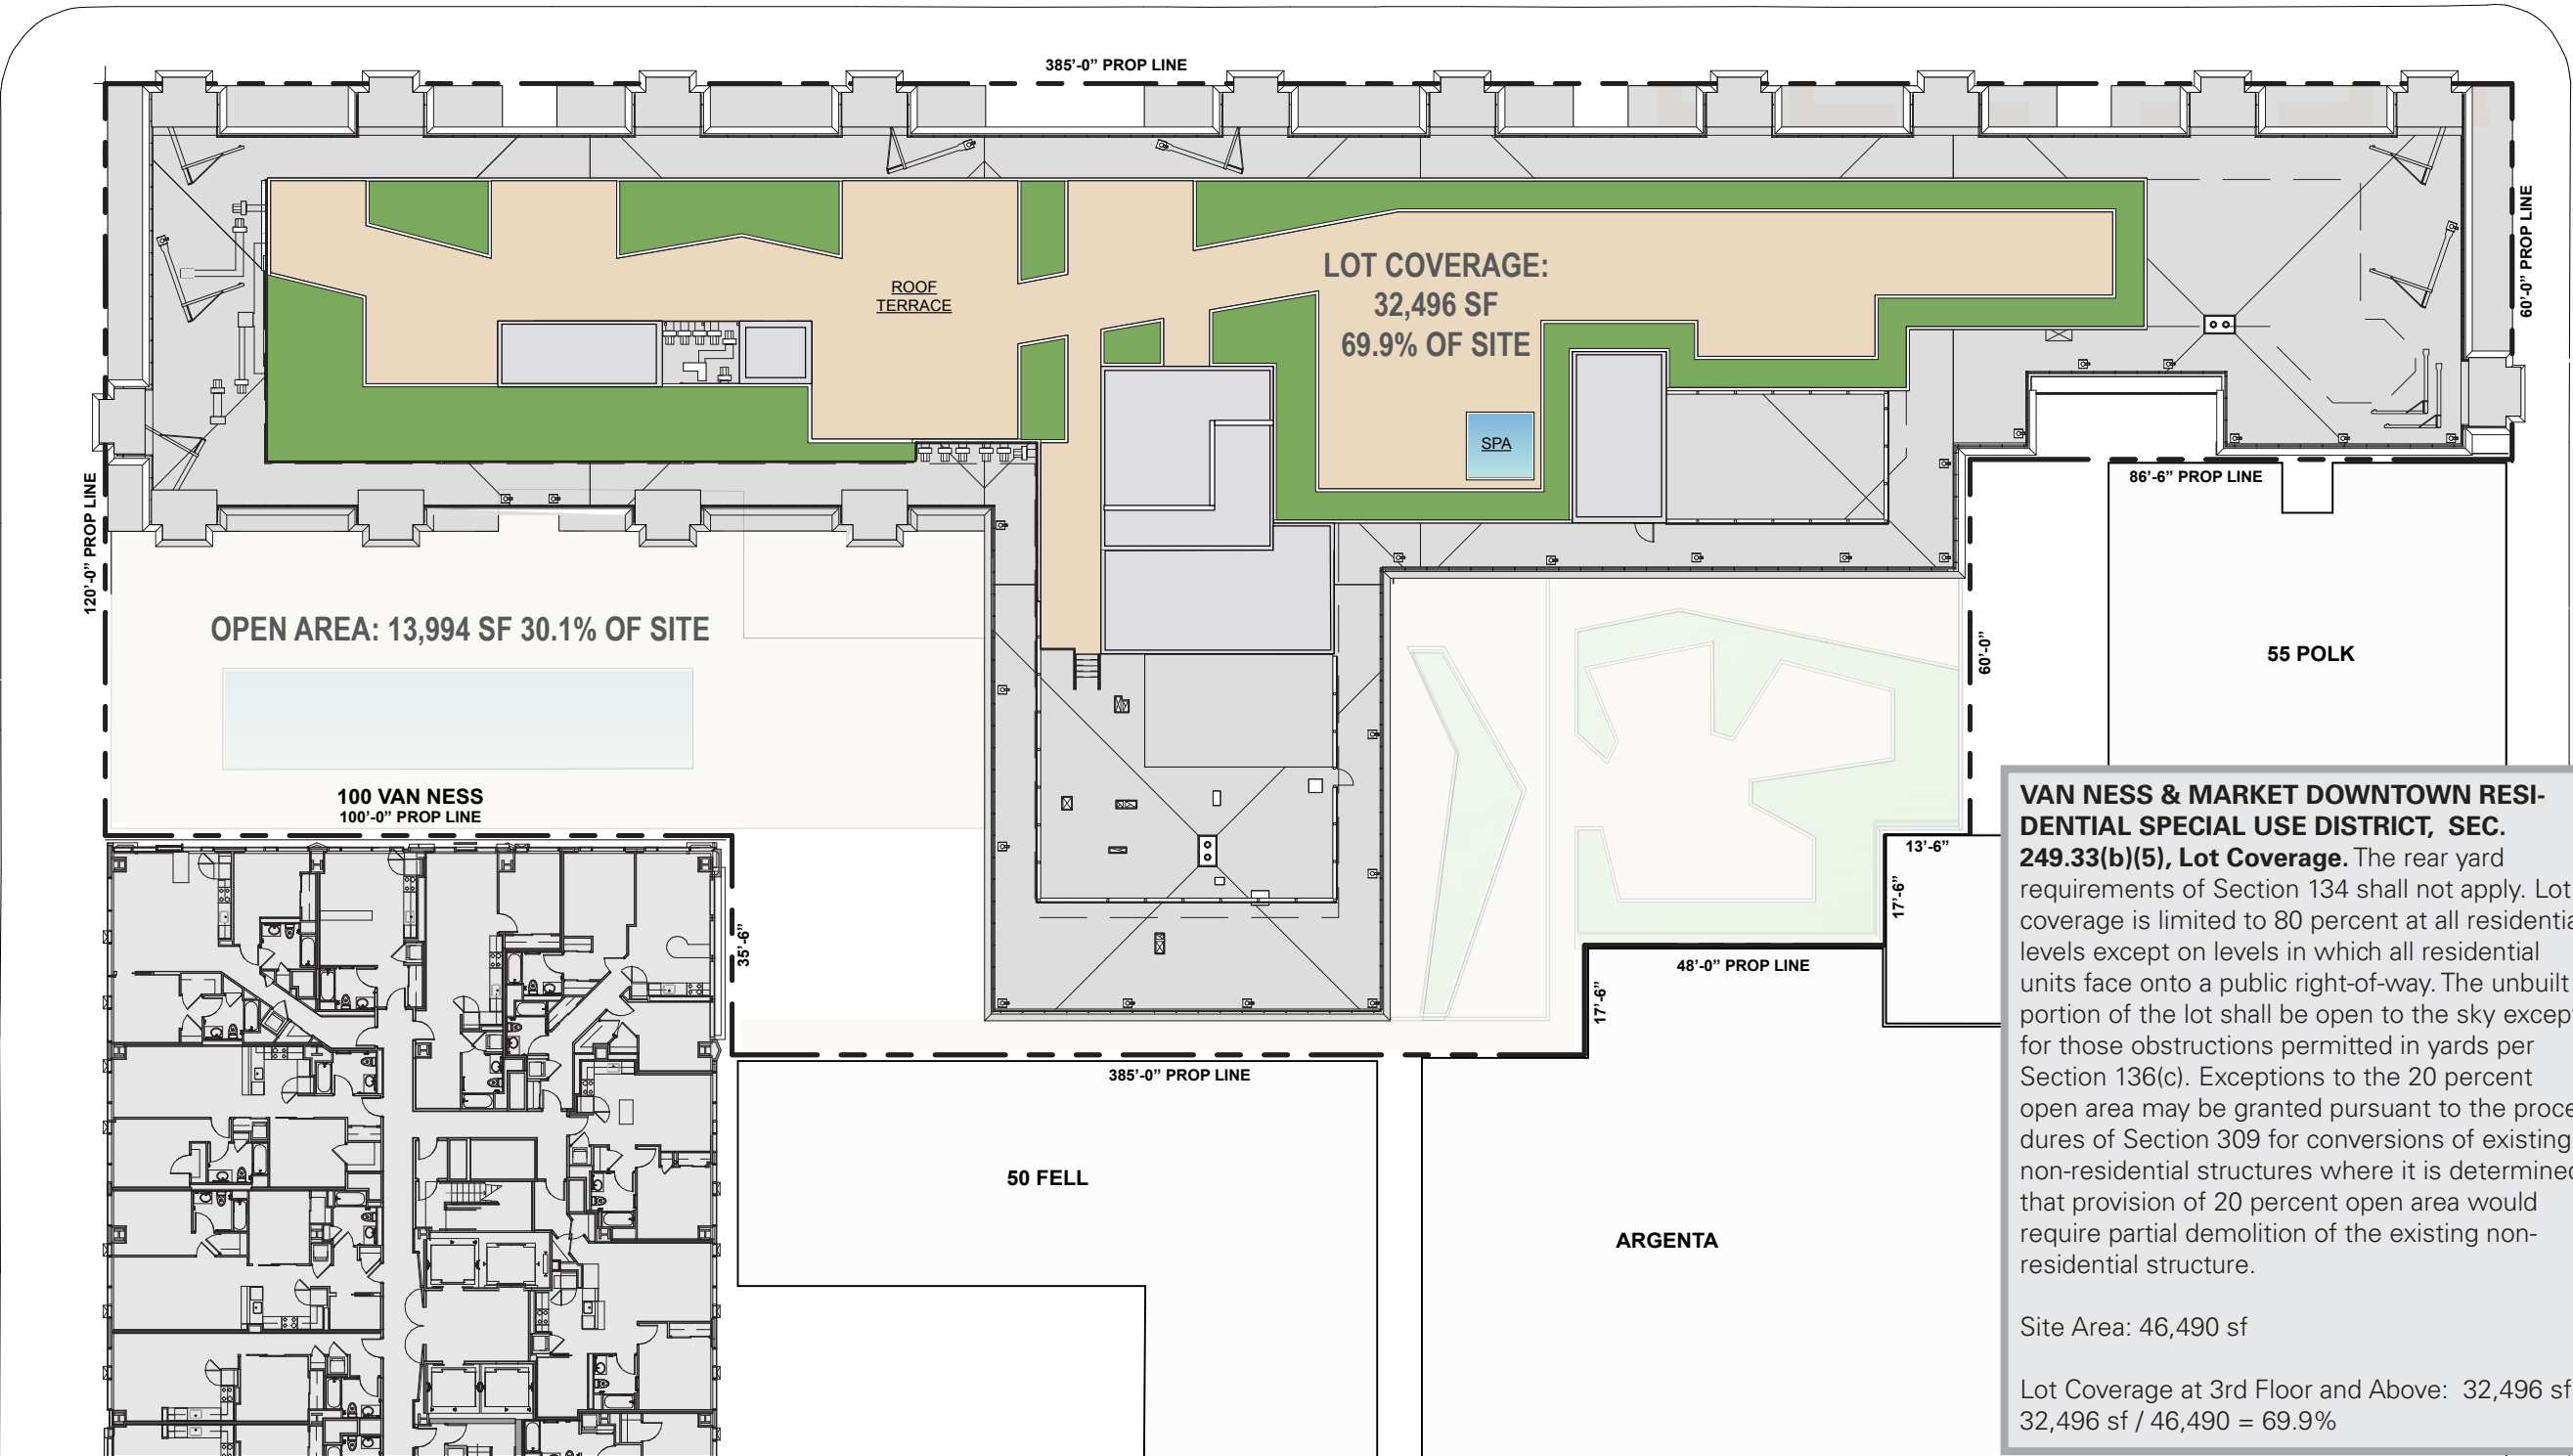 385'-0" PROP LINE
60'-0" PROP LINE
LOT COVERAGE:
32,496 SF
69.9% OF SITE
ROOF
TERRACE
SPA
86'-6" PROP LINE
120'-0" PROP LINE
OPEN AREA: 13,994 SF 30.1% OF SITE
60'-0"
55 POLK
100 VAN NESS
100'-0" PROP LINE
13'-6"
17'-6"
35'-6"
48'-0" PROP LINE
17'-6"
385'-0" PROP LINE
50 FELL
ARGENTA
VAN NESS & MARKET DOWNTOWN RESI-
DENTIAL SPECIAL USE DISTRICT, SEC.
249.33(b)(5), Lot Coverage. The rear yard
requirements of Section 134 shall not apply. Lot
coverage is limited to 80 percent at all residentia
levels except on levels in which all residential
units face onto a public right-of-way. The unbuilt
portion of the lot shall be open to the sky excep
for those obstructions permitted in yards per
Section 136(c). Exceptions to the 20 percent
open area may be granted pursuant to the proce
dures of Section 309 for conversions of existing
non-residential structures where it is determine
that provision of 20 percent open area would
require partial demolition of the existing non-
residential structure.
Site Area: 46,490 sf
Lot Coverage at 3rd Floor and Above: 32,496 sf
32,496 sf / 46,490 = 69.9%